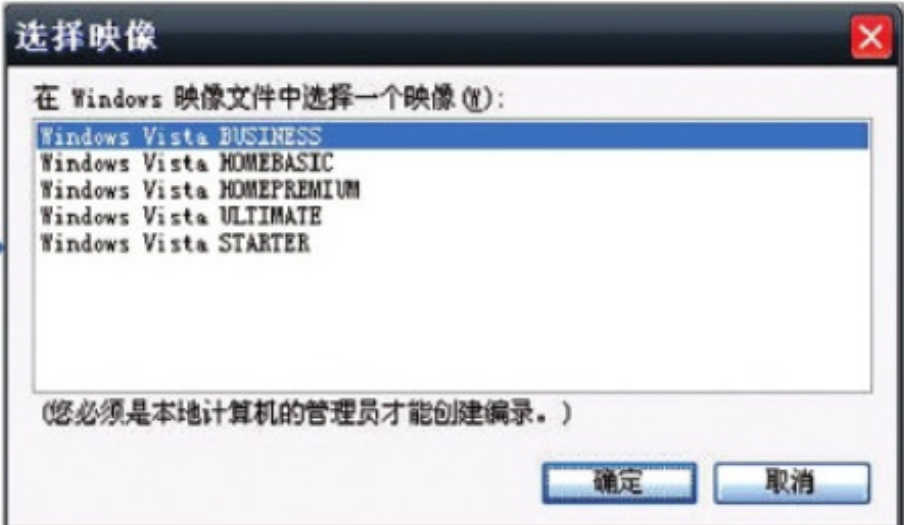 选择映像
在 Windows 映像文件中选择一个映像(W):
Windows Vista BUSINESS
Windows Vista HOMEBASIC
Windows Vista HOMEPREMIUM
Windows Vista ULTIMATE
Windows Vista STARTER
(您必须是本地计算机的管理员才能创建编录。)
确定 取消